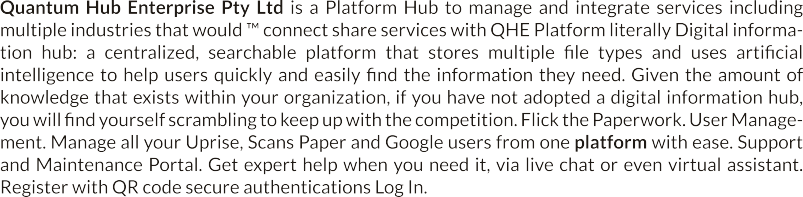 Quantum Hub Enterprise Pty Ltd is a Platform Hub to manage and integrate services including
multiple industries that would ™ connect share services with QHE Platform literally Digital informa-
tion hub: a centralized, searchable platform that stores multiple file types and uses artificial
intelligence to help users quickly and easily find the information they need. Given the amount of
knowledge that exists within your organization, if you have not adopted a digital information hub,
you will find yourself scrambling to keep up with the competition. Flick the Paperwork. User Manage-
ment. Manage all your Uprise, Scans Paper and Google users from one platform with ease. Support
and Maintenance Portal. Get expert help when you need it, via live chat or even virtual assistant.
Register with QR code secure authentications Log In.